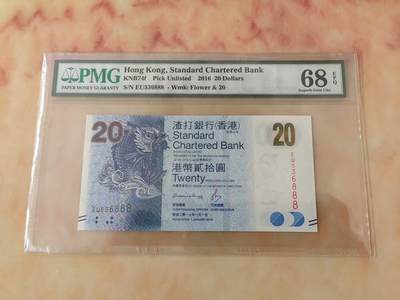 PMG
PAPER MONEY GUARANTY
Hong Kong, Standard Chartered Bank
KNB74f Pick Unlisted 2016 20 Dollars
S/N EU536888 - Wmk: Flower & 20
68 EPQ
Superb Gem Unc
20
渣打銀行(香港)
Standard
Chartered Bank
港幣貳拾圓
Twenty
20
EU536888
EU536888